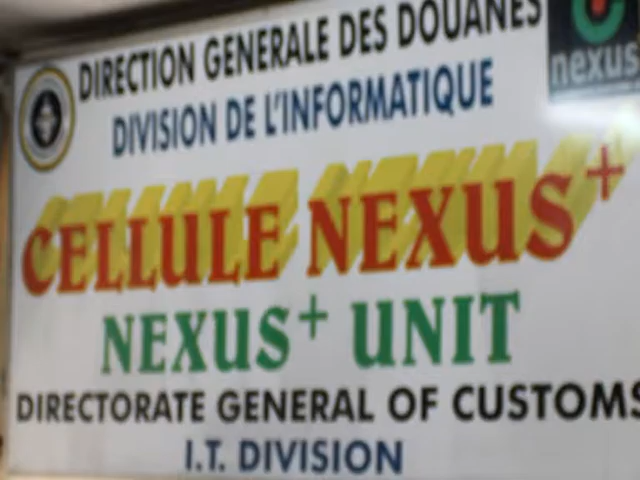 DIRECTION GENERALE DES DOUANES
nexus
DIVISION DE L'INFORMATIQUE
CELLULE NEXUS+
NEXUS+ UNIT
DIRECTORATE GENERAL OF CUSTOMS
I.T. DIVISION